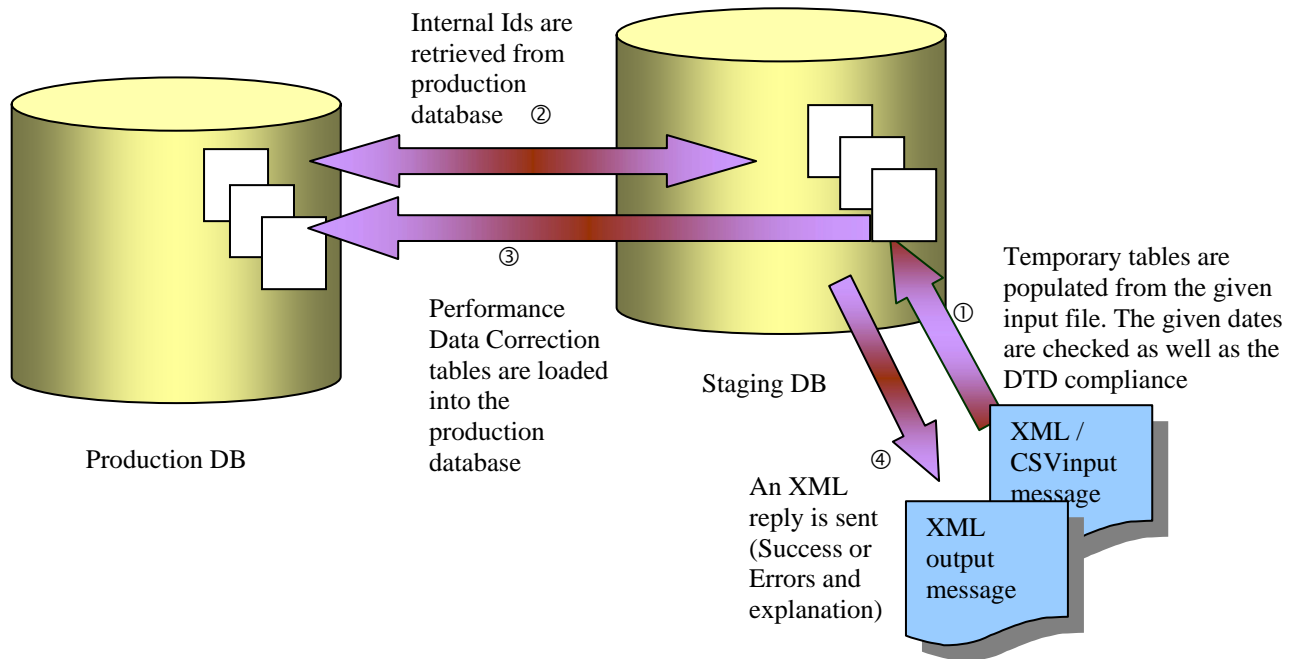 Internal Ids are
retrieved from
production
database ②
③
Performance
Data Correction
tables are loaded
into the
production
database
Production DB
Staging DB
①
Temporary tables are
populated from the given
input file. The given dates
are checked as well as the
DTD compliance
XML /
CSVinput
message
④
An XML
reply is sent
(Success or
Errors and
explanation)
XML
output
message